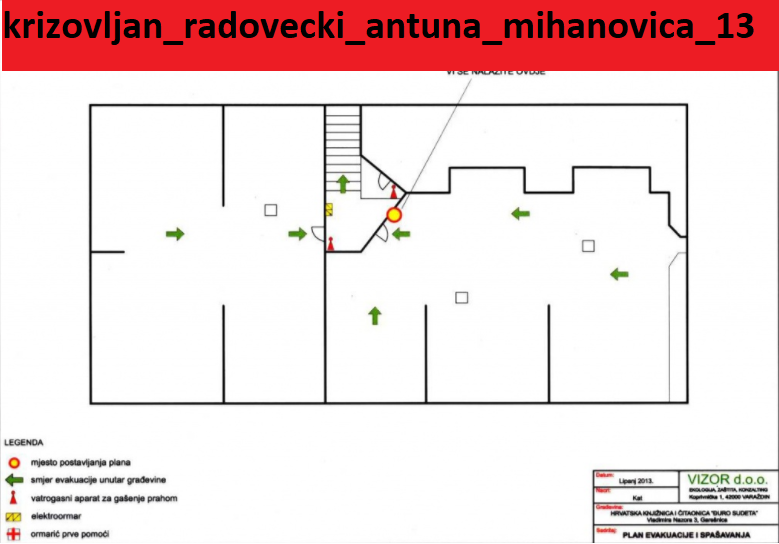 krizovljan_radovecki_antuna_mihanovica_13
VI SE NALAZITE OVDJE
LEGENDA
mjesto postavljanja plana
smjer evakuacije unutar građevine
vatrogasni aparat za gašenje prahom
elektroormar
ormarić prve pomoći
Datum:
Lipanj 2013.
Naziv:
Kat
VIZOR d.o.o.
EKOLOGIJA, ZAŠTITA, KONZALTING
Koprivnička 1, 42000 VARAŽDIN
Građevina:
HRVATSKA KNJIŽNICA I ČITAONICA "ĐURO SUDETA"
Vladimira Nazora 3, Garešnica
Sadržaj:
PLAN EVAKUACIJE I SPAŠAVANJA